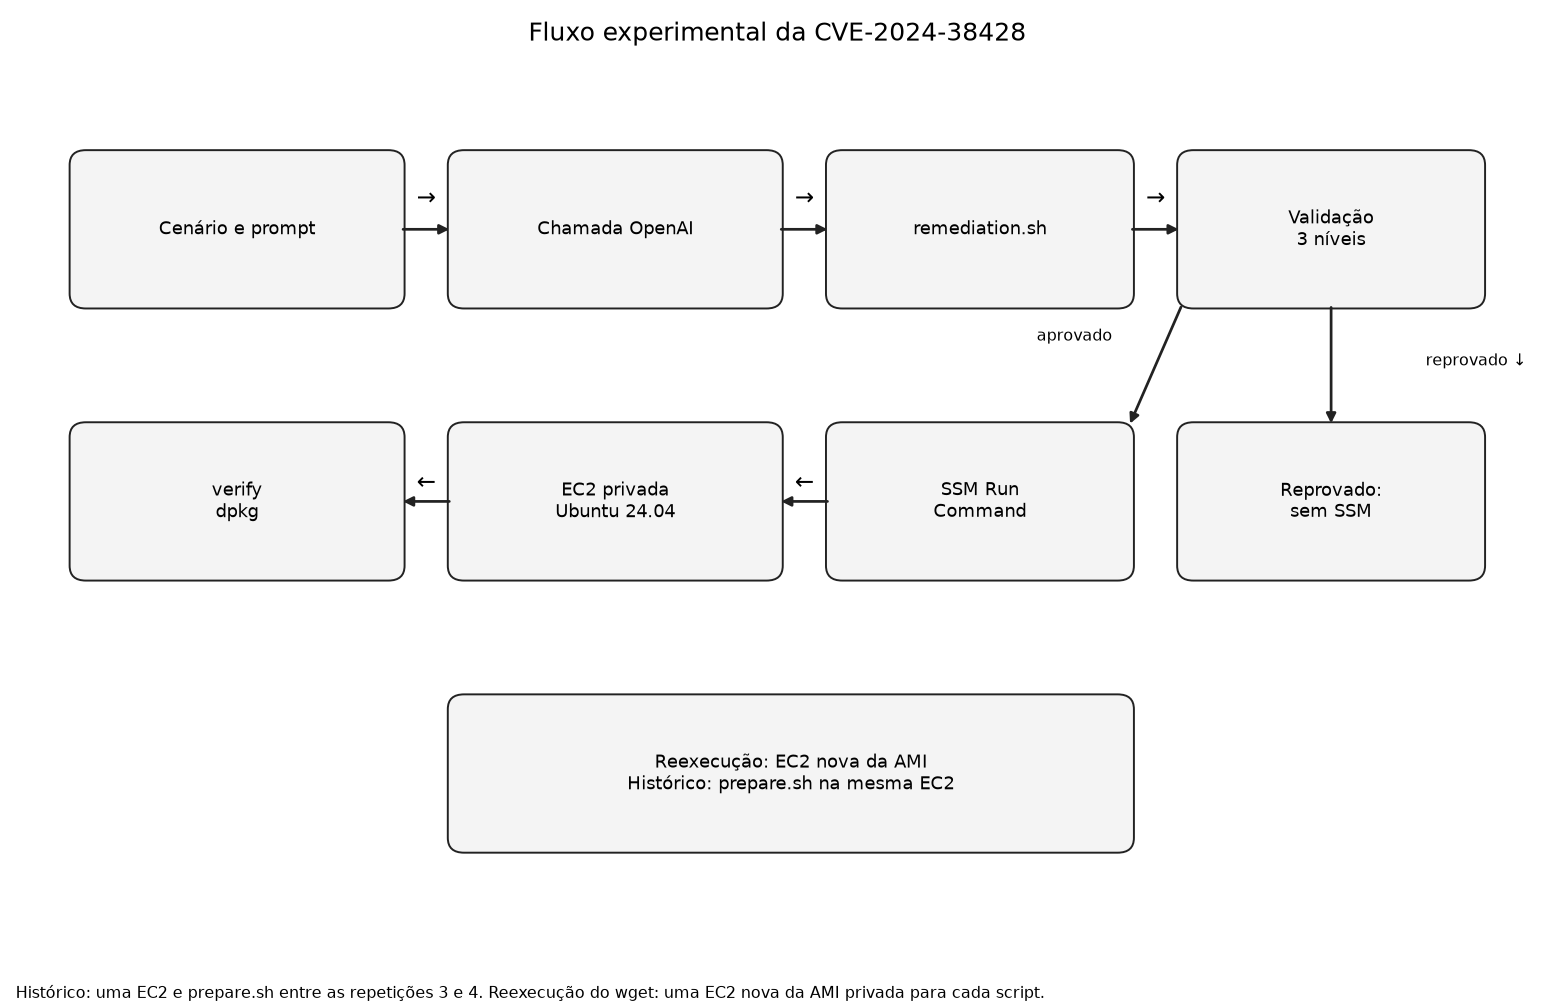 Fluxo experimental da CVE-2024-38428
Cenário e prompt
→
Chamada OpenAI
→
remediation.sh
→
Validação
3 níveis
aprovado
reprovado ↓
verify
dpkg
←
EC2 privada
Ubuntu 24.04
←
SSM Run
Command
Reprovado:
sem SSM
Reexecução: EC2 nova da AMI
Histórico: prepare.sh na mesma EC2
Histórico: uma EC2 e prepare.sh entre as repetições 3 e 4. Reexecução do wget: uma EC2 nova da AMI privada para cada script.